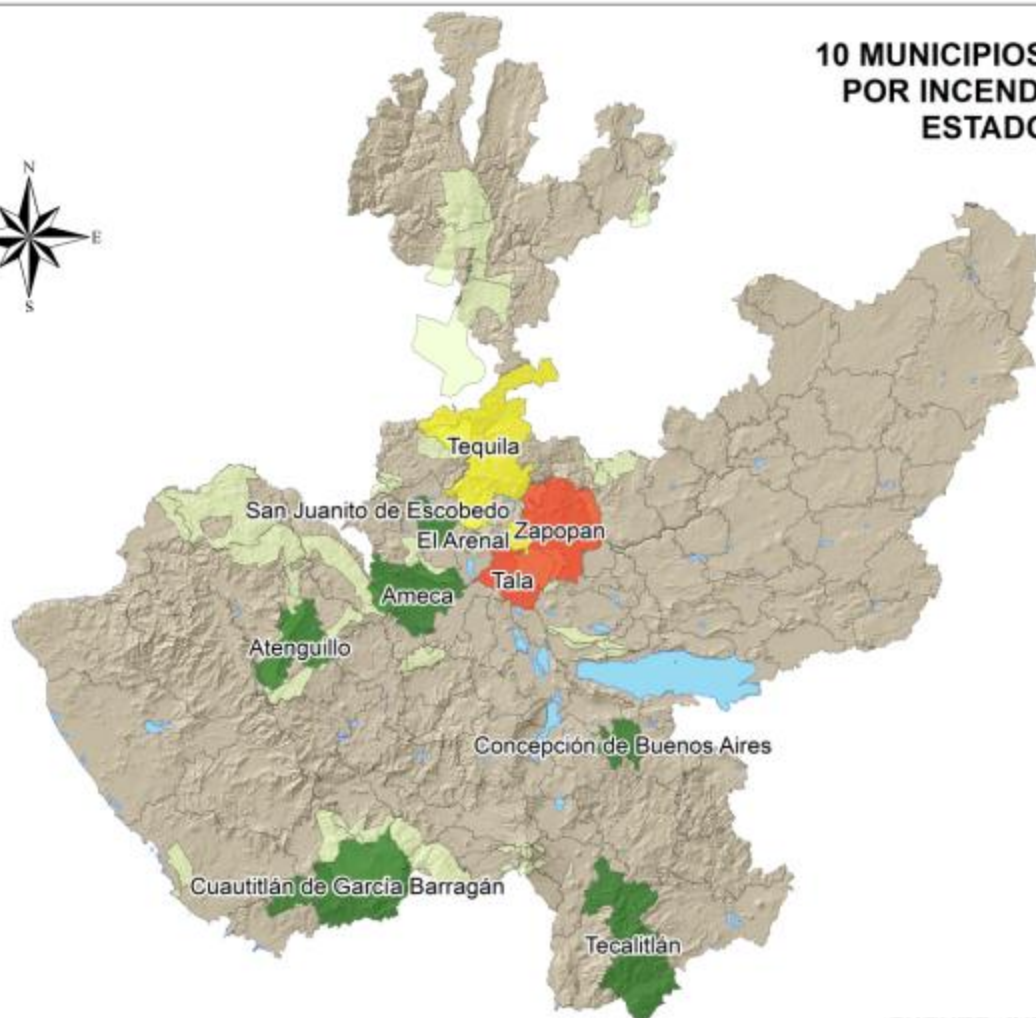 10 MUNICIPIOS
POR INCEND
ESTADO
N
E
S
Tequila
San Juanito de Escobedo
El Arenal
Zapopan
Tala
Ameca
Atenguillo
Concepción de Buenos Aires
Cuautitlán de García Barragán
Tecalitlán